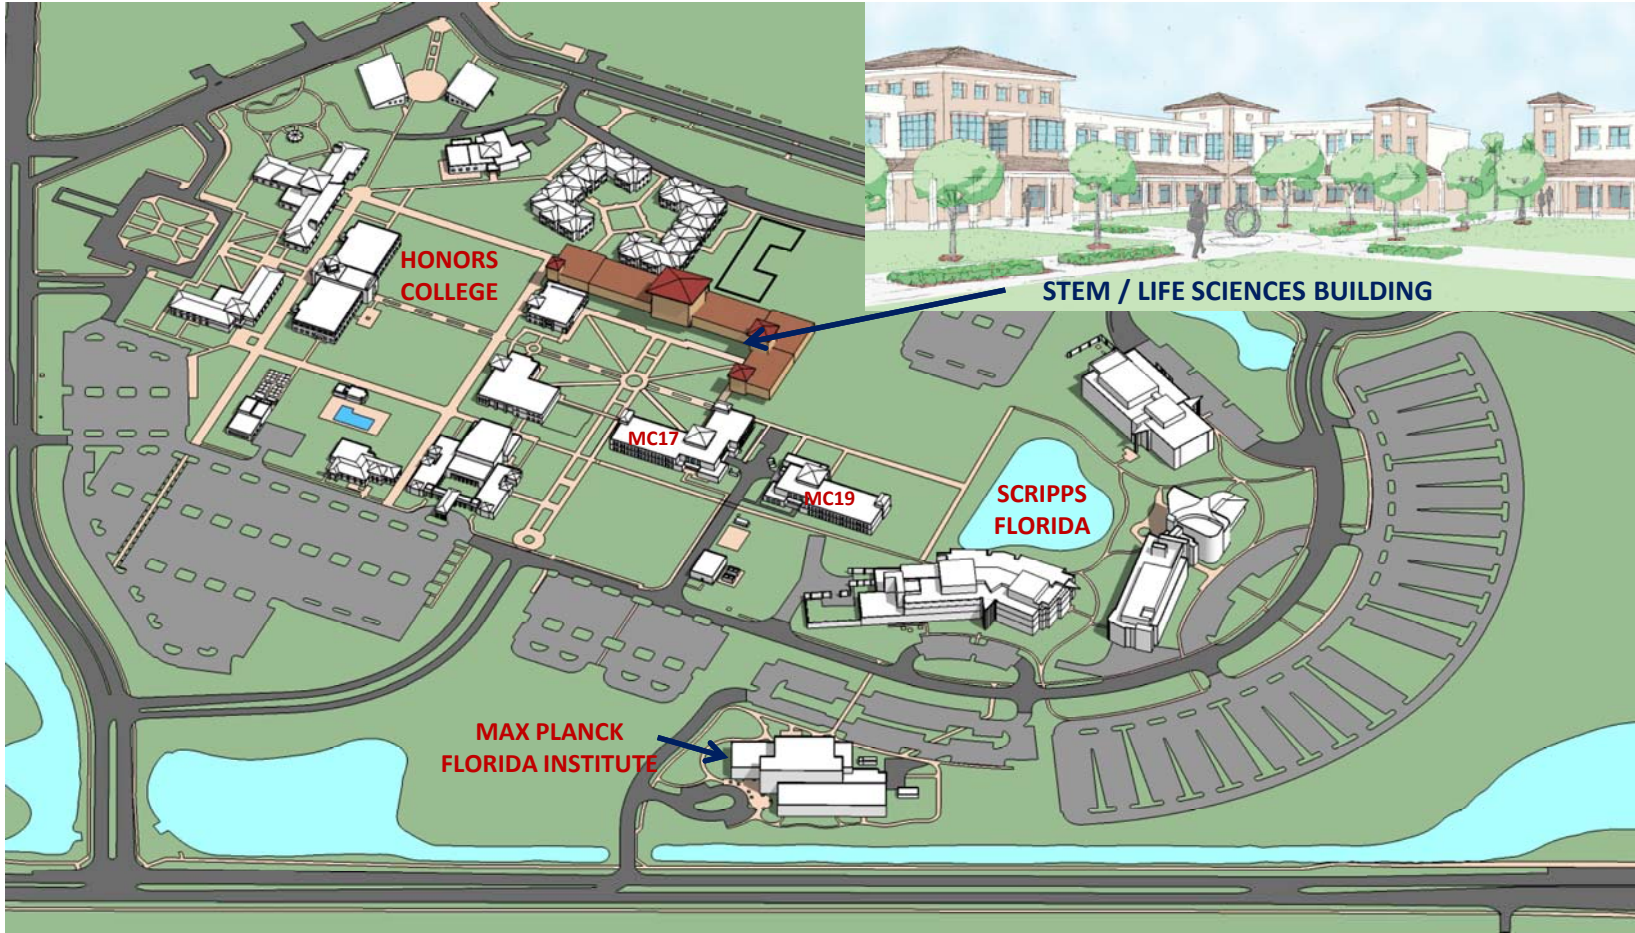 HONORS
COLLEGE
STEM / LIFE SCIENCES BUILDING
MC17
MC19
SCRIPPS
FLORIDA
MAX PLANCK
FLORIDA INSTITUTE